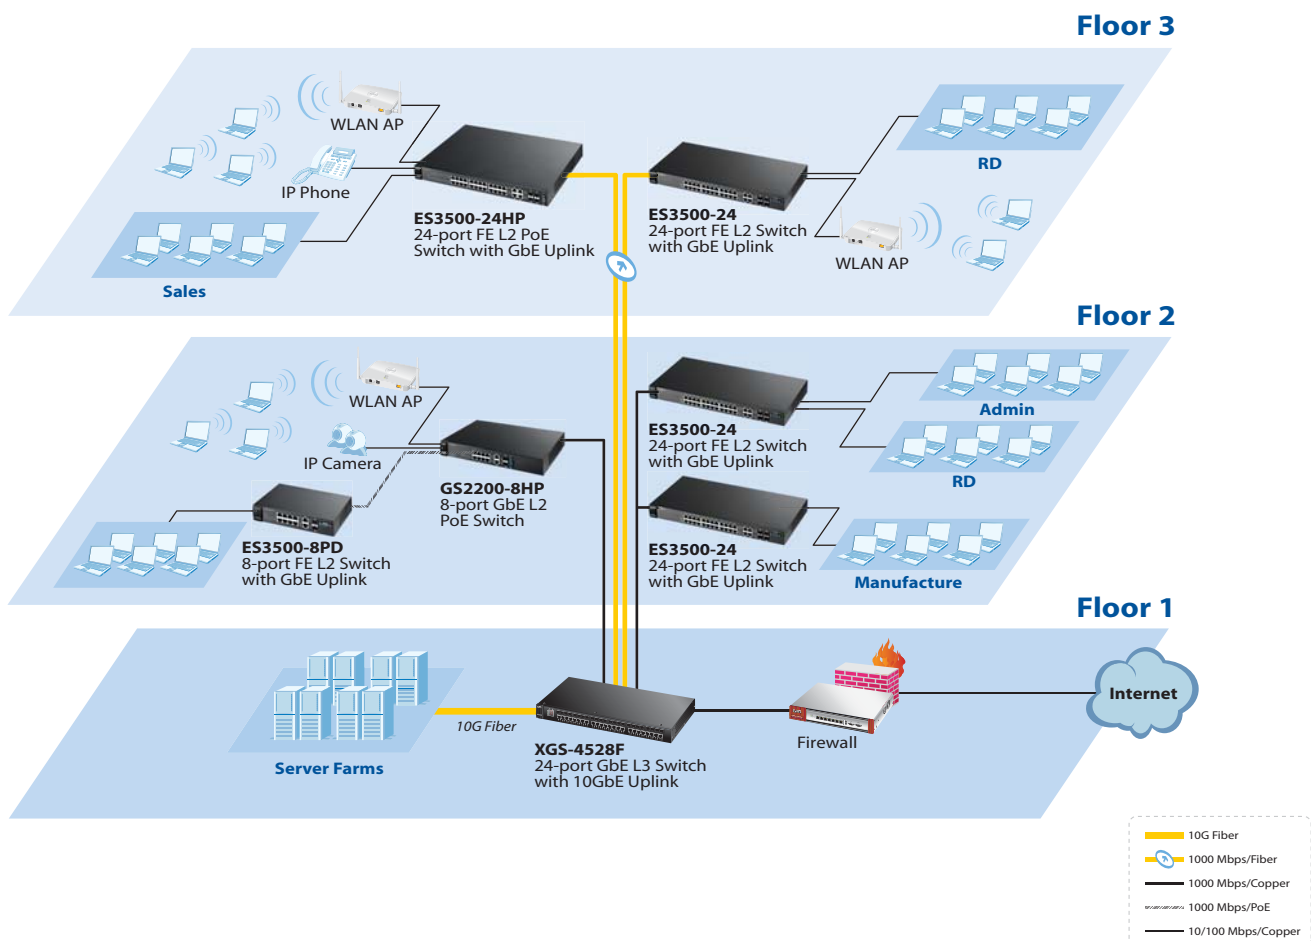 Floor 3
WLAN AP
IP Phone
ES3500-24HP
24-port FE L2 PoE
Switch with GbE Uplink
Sales
ES3500-24
24-port FE L2 Switch
with GbE Uplink
RD
WLAN AP
Floor 2
WLAN AP
IP Camera
GS2200-8HP
8-port GbE L2
PoE Switch
ES3500-8PD
8-port FE L2 Switch
with GbE Uplink
ES3500-24
24-port FE L2 Switch
with GbE Uplink
Admin
RD
ES3500-24
24-port FE L2 Switch
with GbE Uplink
Manufacture
Floor 1
Server Farms
10G Fiber
XGS-4528F
24-port GbE L3 Switch
with 10GbE Uplink
Firewall
Internet
10G Fiber
1000 Mbps/Fiber
1000 Mbps/Copper
1000 Mbps/PoE
10/100 Mbps/Copper